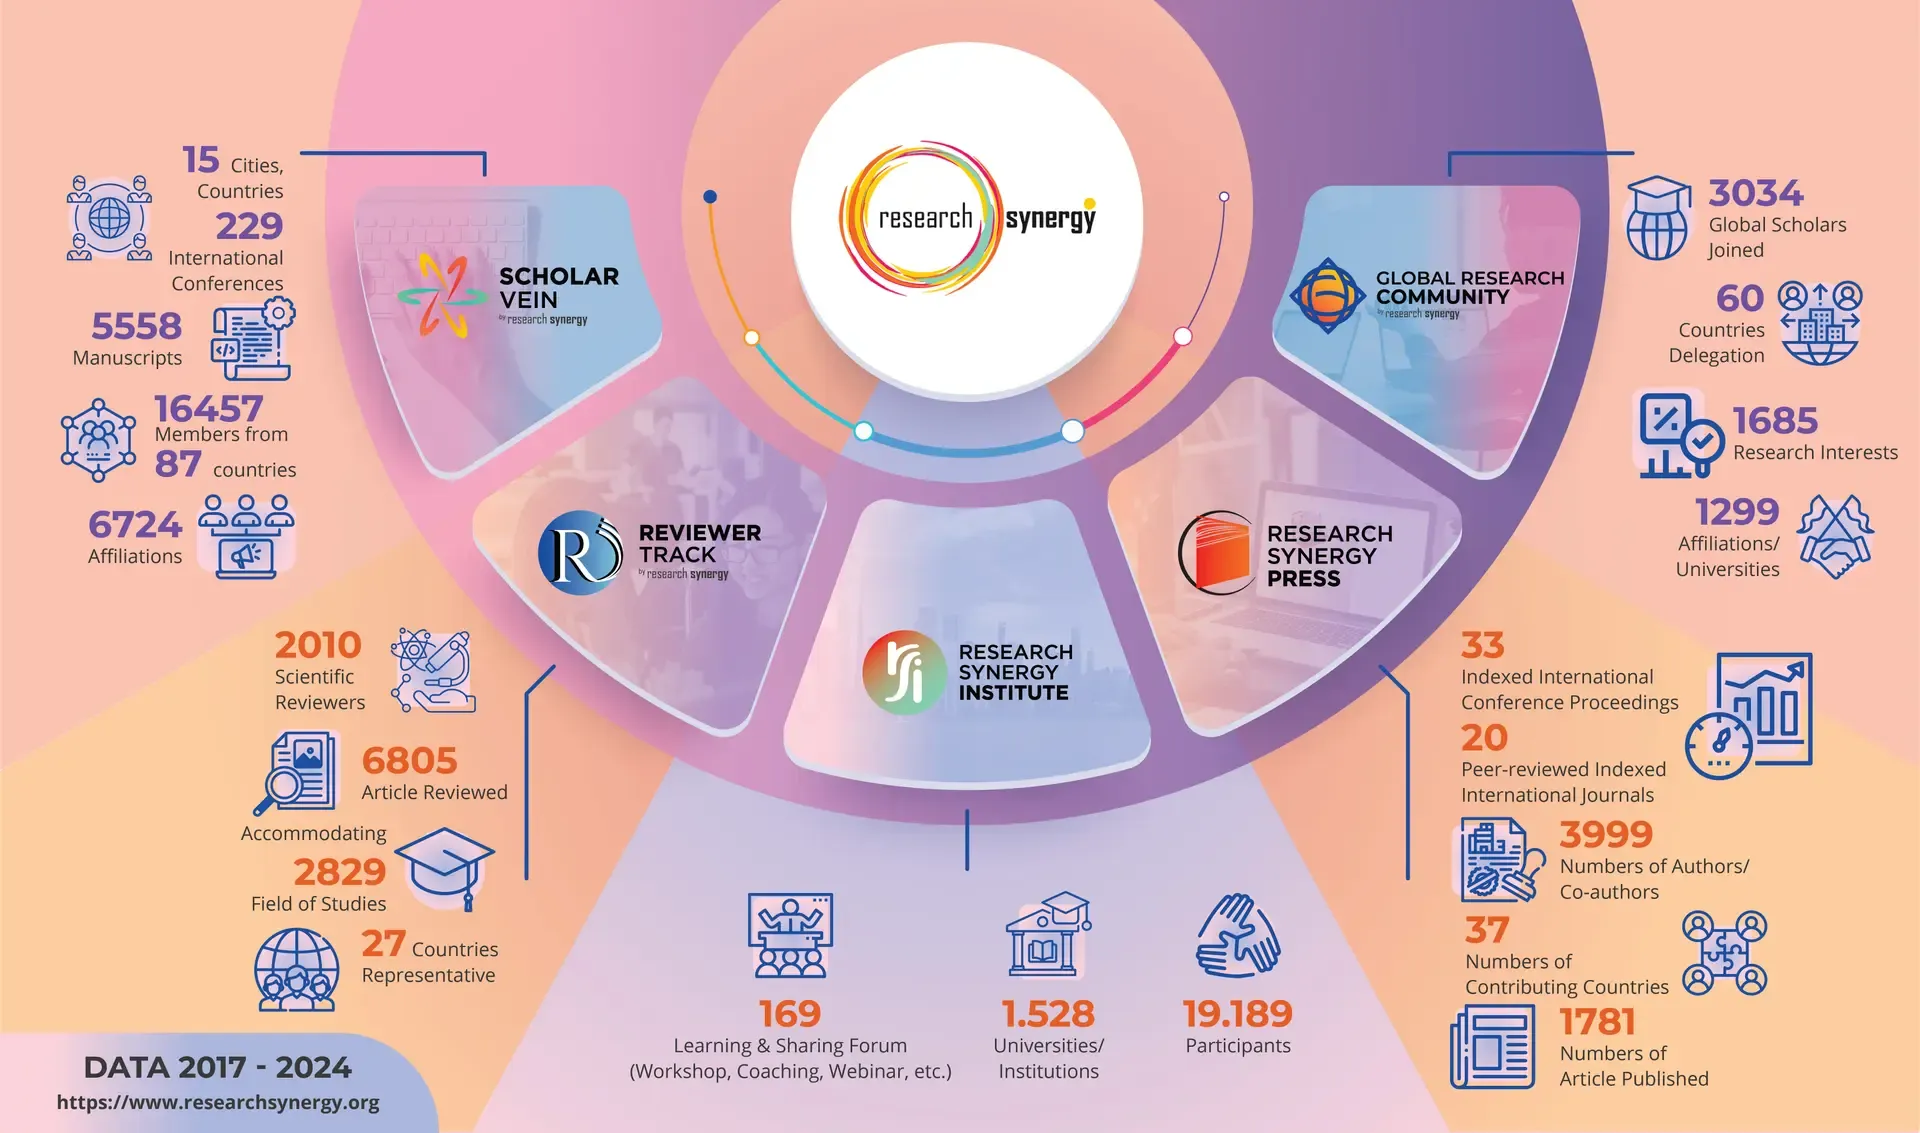 research synergy
15 Cities,
Countries
229
International
Conferences
5558
Manuscripts
16457
Members from
87 countries
6724
Affiliations
SCHOLAR
VEIN
by research synergy
REVIEWER
TRACK
by research synergy
RESEARCH
SYNERGY
INSTITUTE
RESEARCH
SYNERGY
PRESS
GLOBAL RESEARCH
COMMUNITY
by research synergy
3034
Global Scholars
Joined
60
Countries
Delegation
1685
Research Interests
1299
Affiliations/
Universities
2010
Scientific
Reviewers
6805
Article Reviewed
Accommodating
2829
Field of Studies
27 Countries
Representative
169
Learning & Sharing Forum
(Workshop, Coaching, Webinar, etc.)
1.528
Universities/
Institutions
19.189
Participants
33
Indexed International
Conference Proceedings
20
Peer-reviewed Indexed
International Journals
3999
Numbers of Authors/
Co-authors
37
Numbers of
Contributing Countries
1781
Numbers of
Article Published
DATA 2017 - 2024
https://www.researchsynergy.org